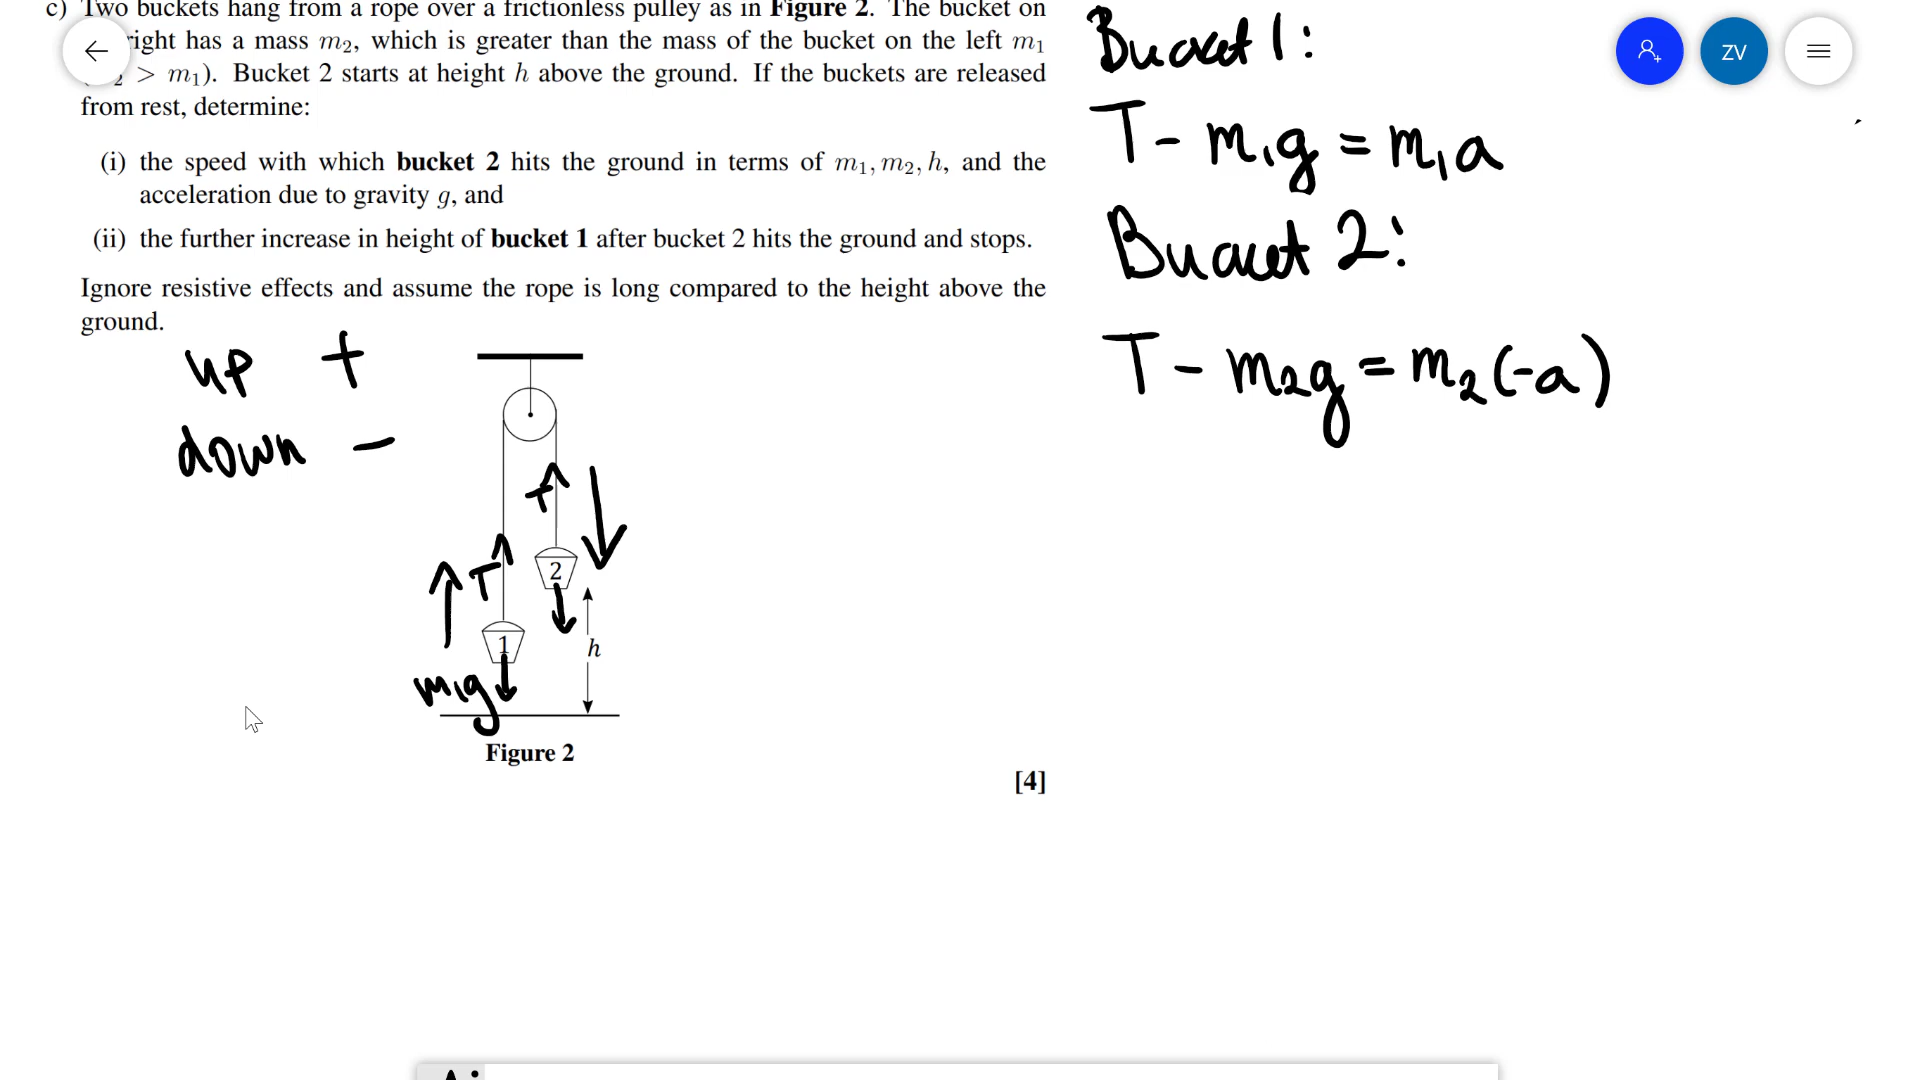 c) Two buckets hang from a rope over a frictionless pulley as in Figure 2. The bucket on
right has a mass m₂, which is greater than the mass of the bucket on the left m₁
₂ > m₁). Bucket 2 starts at height h above the ground. If the buckets are released
from rest, determine:
(i) the speed with which bucket 2 hits the ground in terms of m₁, m₂, h, and the
acceleration due to gravity g, and
(ii) the further increase in height of bucket 1 after bucket 2 hits the ground and stops.
Ignore resistive effects and assume the rope is long compared to the height above the
ground.
up +
down -
T
T
2
1
h
m₁g
Figure 2
[4]
Bucket 1:
T - m₁g = m₁a
Bucket 2:
T - m₂g = m₂(-a)
ZV